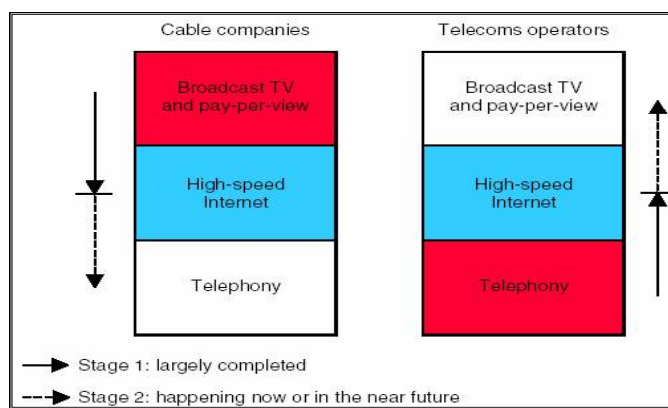 Cable companies
Telecoms operators
Broadcast TV
and pay-per-view
Broadcast TV
and pay-per-view
High-speed
Internet
High-speed
Internet
Telephony
Telephony
Stage 1: largely completed
Stage 2: happening now or in the near future